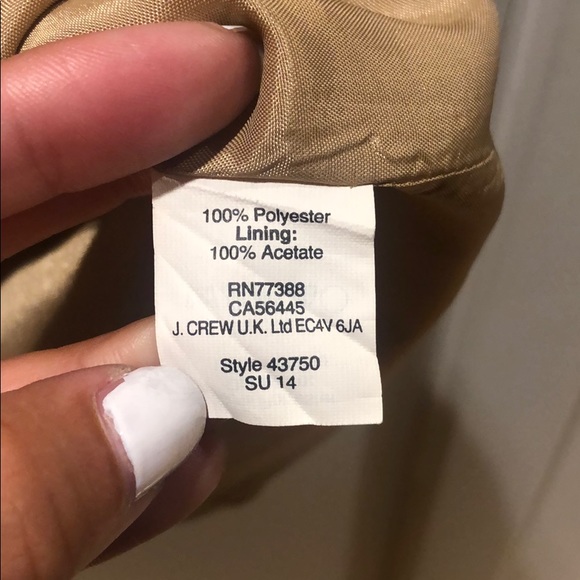 100% Polyester
Lining:
100% Acetate
RN77388
CA56445
J. CREW U.K. Ltd EC4V 6JA
Style 43750
SU 14